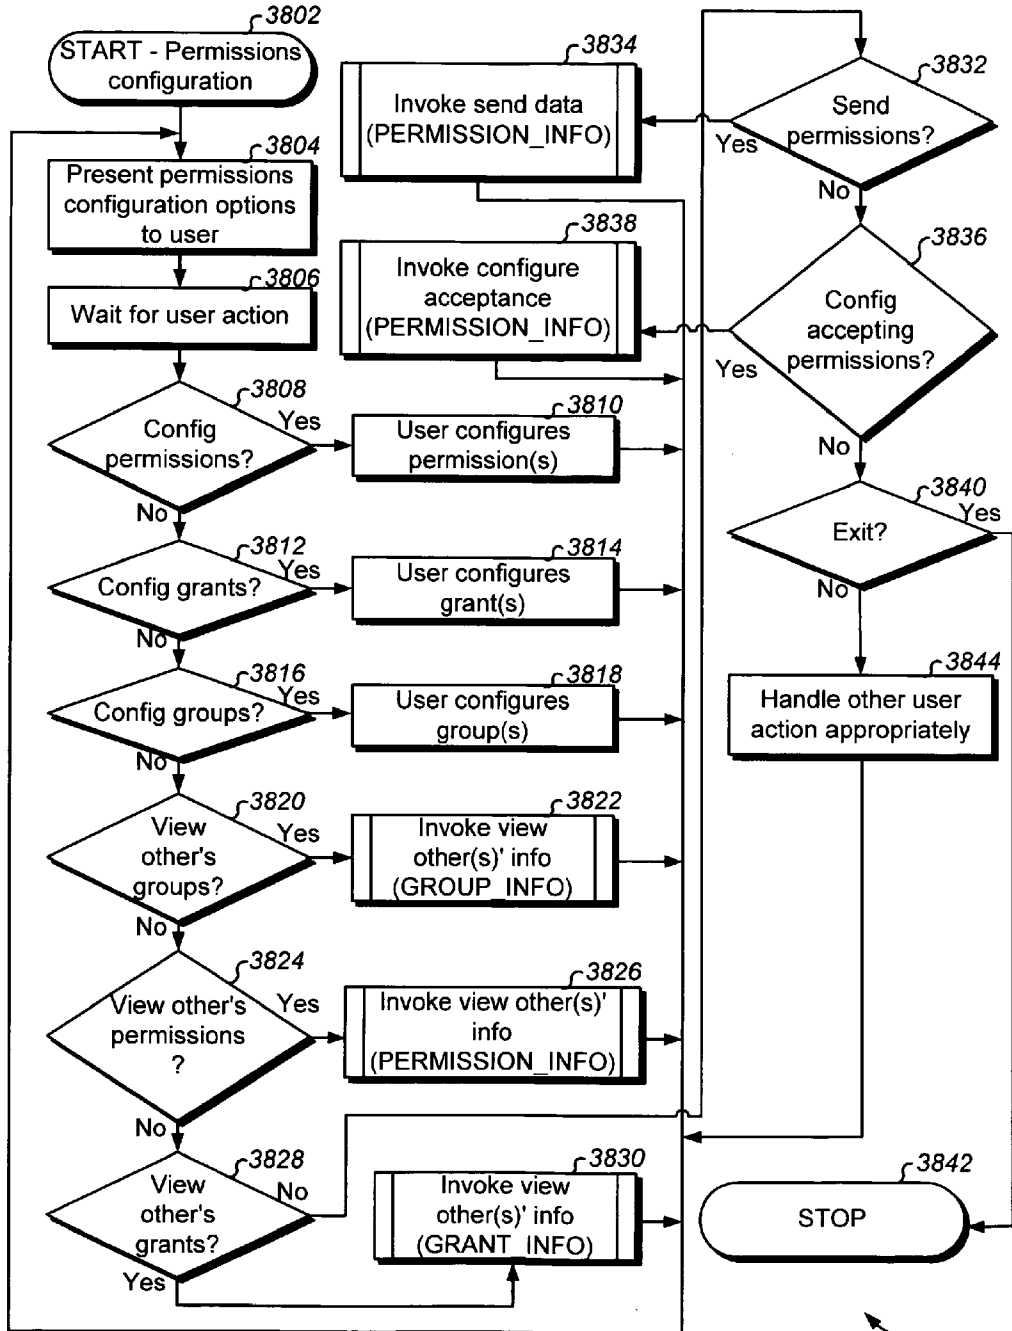 3802
START - Permissions
configuration
3804
Present permissions
configuration options
to user
3806
Wait for user action
3808
Config
permissions?
Yes
No
3810
User configures
permission(s)
3812
Config grants?
Yes
No
3814
User configures
grant(s)
3816
Config groups?
Yes
No
3818
User configures
group(s)
3820
View
other's
groups?
Yes
No
3822
Invoke view
other(s)' info
(GROUP_INFO)
3824
View other's
permissions
?
Yes
No
3826
Invoke view other(s)'
info
(PERMISSION_INFO)
3828
View
other's
grants?
No
Yes
3830
Invoke view
other(s)' info
(GRANT_INFO)
3832
Send
permissions?
Yes
No
3834
Invoke send data
(PERMISSION_INFO)
3836
Config
accepting
permissions?
Yes
No
3838
Invoke configure
acceptance
(PERMISSION_INFO)
3840
Exit?
Yes
No
3844
Handle other user
action appropriately
3842
STOP